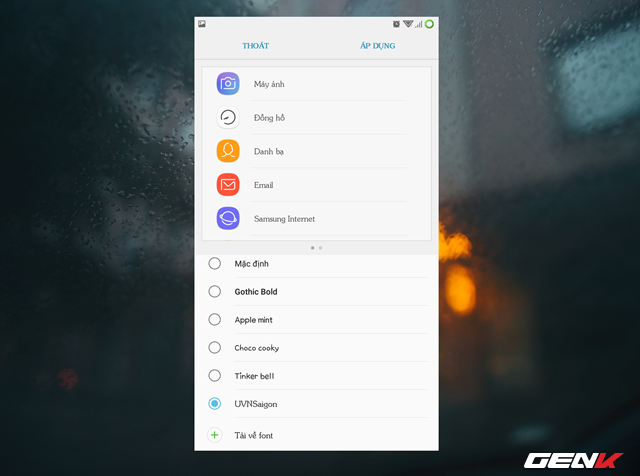 THOÁT
ÁP DỤNG
Máy ảnh
Đồng hồ
Danh bạ
Email
Samsung Internet
Mặc định
Gothic Bold
Apple mint
Choco cooky
Tinker bell
UVNSaigon
Tải về font
GENK